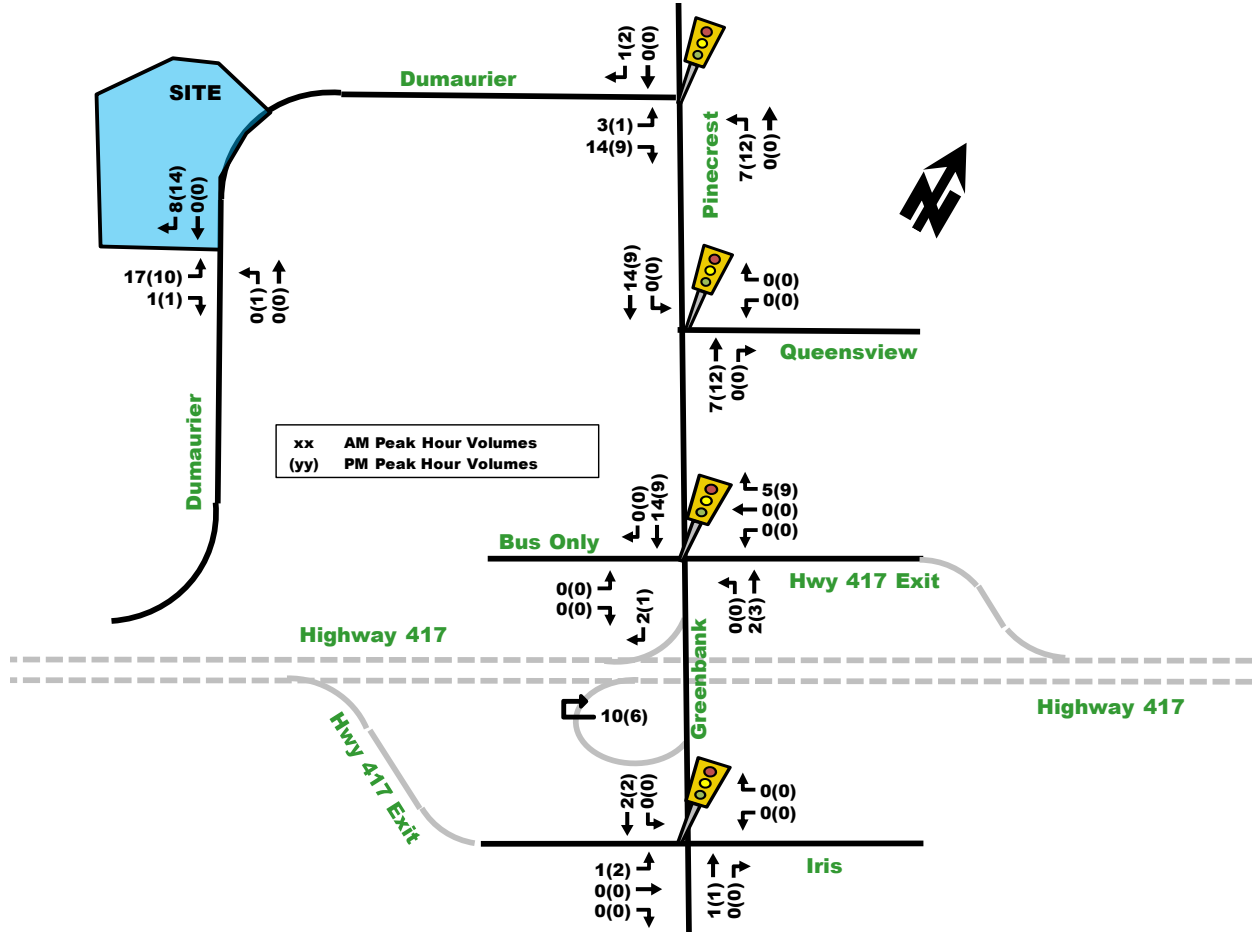 1(2)
0(0)
Dumaurier
SITE
3(1)
14(9)
7(12)
0(0)
Pinecrest
N
8(14)
0(0)
17(10)
1(1)
0(1)
0(0)
14(9)
0(0)
0(0)
0(0)
Queensview
7(12)
0(0)
Dumaurier
xx AM Peak Hour Volumes
(yy) PM Peak Hour Volumes
0(0)
14(9)
5(9)
0(0)
0(0)
Bus Only
Hwy 417 Exit
0(0)
0(0)
2(1)
0(0)
2(3)
Highway 417
Greenbank
10(6)
Highway 417
Hwy 417 Exit
2(2)
0(0)
0(0)
0(0)
Iris
1(2)
0(0)
0(0)
1(1)
0(0)